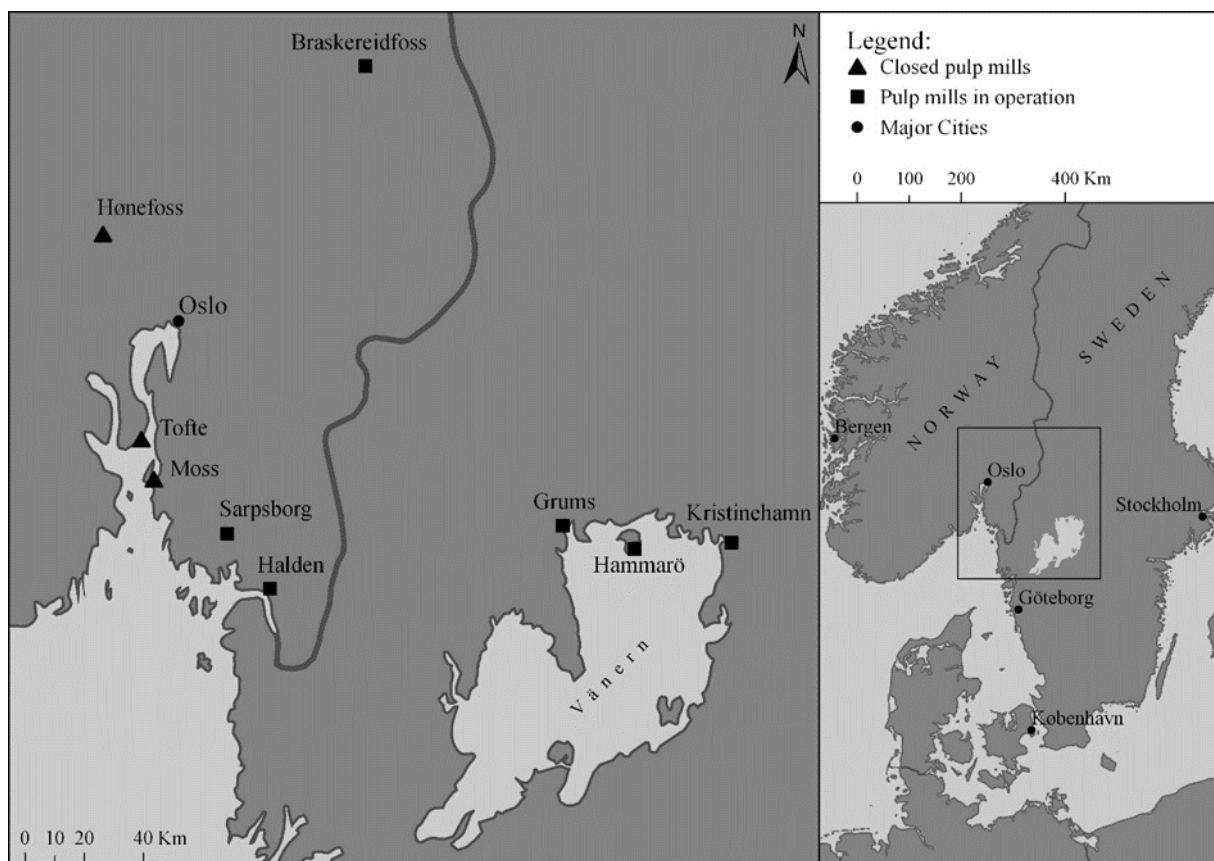 Braskereidfoss
N
Hønefoss
Oslo
Tofte
Moss
Sarpsborg
Halden
Grums
Kristinehamn
Hammarö
Vänern
0 10 20 40 Km
Legend:
Closed pulp mills
Pulp mills in operation
Major Cities
0 100 200 400 Km
NORWAY
SWEDEN
Bergen
Oslo
Stockholm
Göteborg
København